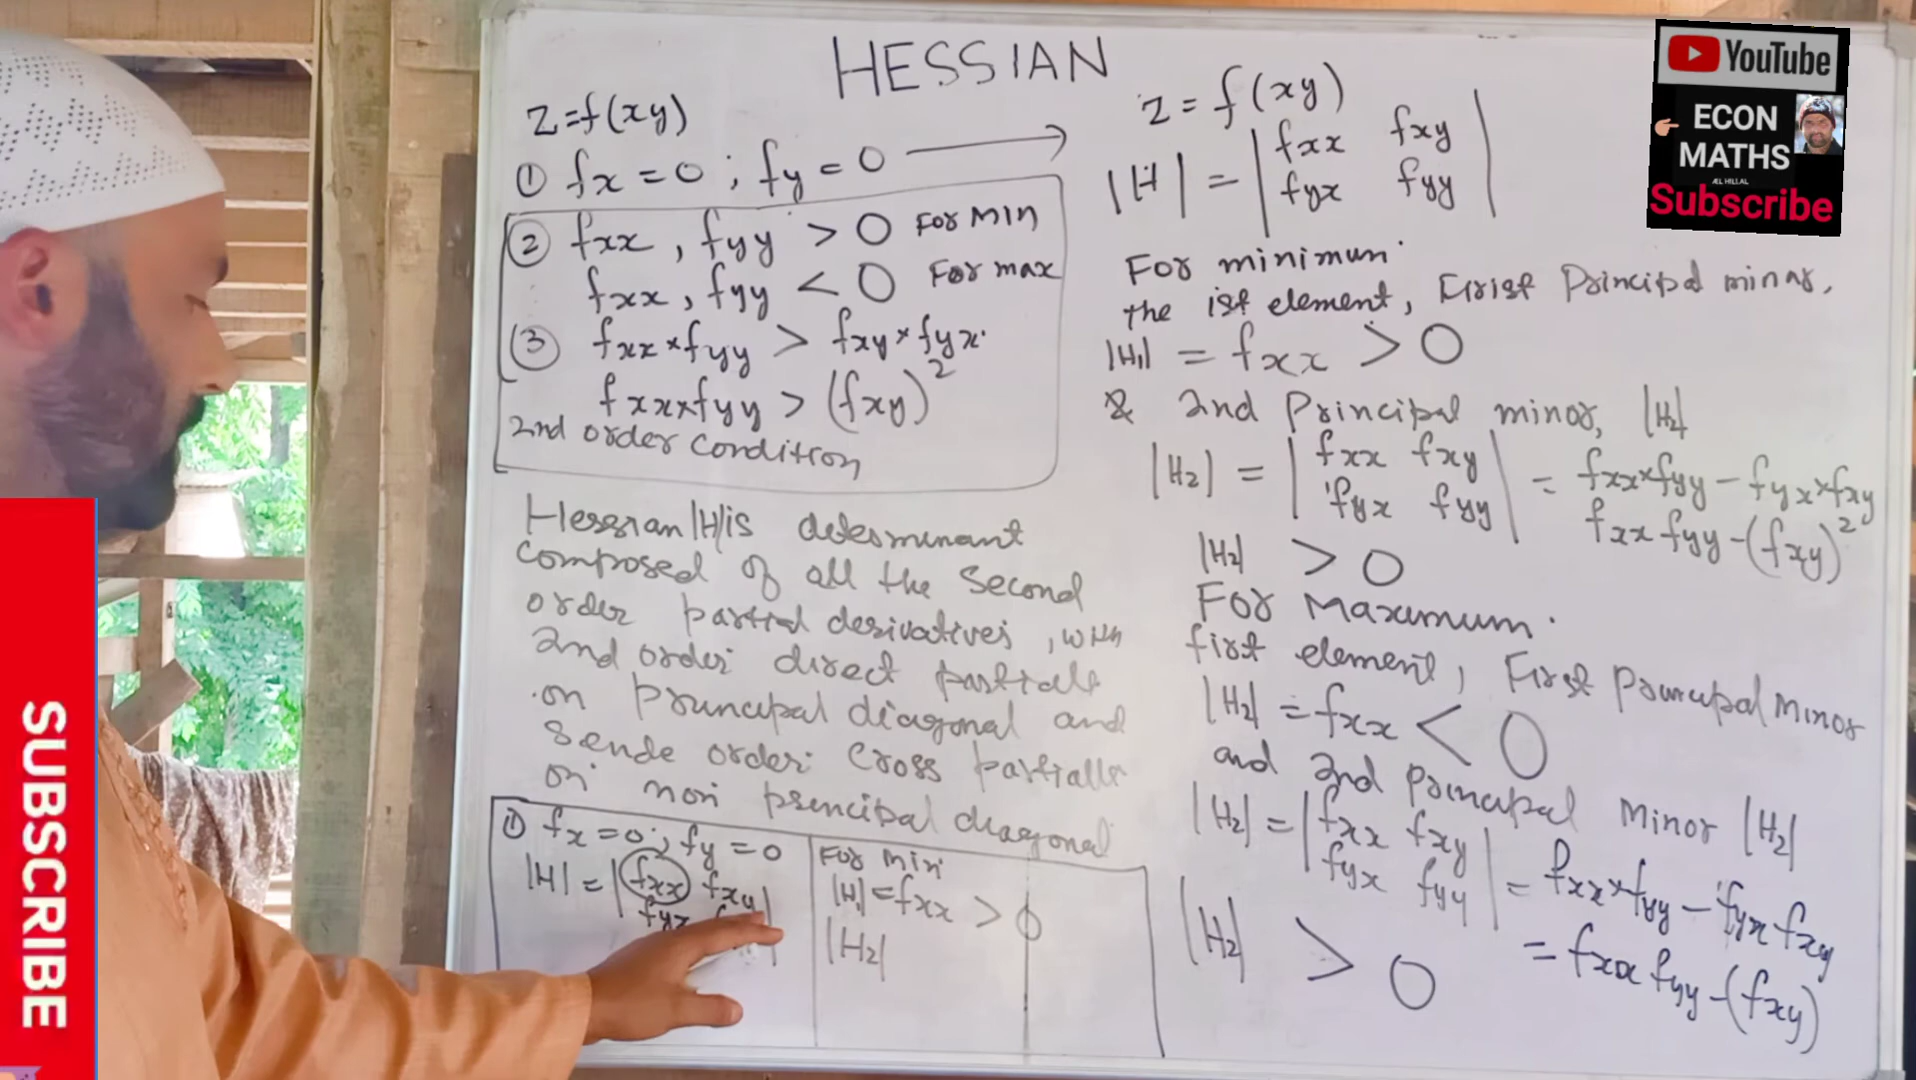 HESSIAN
z=f(xy)
① fx=0 ; fy=0 →
② fxx , fyy > 0 For Min
fxx , fyy < 0 For max
③ fxx×fyy > fxy×fyx
fxx×fyy > (fxy)²
2nd order condition
Hessian |H| is determinant
composed of all the second
order partial derivatives, with
2nd order direct partials
on Principal diagonal and
order cross partials
on non principal diagonal
① fx=0 ; fy=0
|H| = | fxx fxy
fyx
For min
|H₁| = fxx > 0
|H₂|
z = f(xy)
|H| = | fxx fxy |
| fyx fyy |
For minimum
the 1st element, First Principal minor,
|H₁| = fxx > 0
& 2nd Principal minor, |H₂|
|H₂| = | fxx fxy | = fxx×fyy - fyx×fxy
| fyx fyy | fxx fyy - (fxy)²
|H₂| > 0
For Maximum.
first element, First Principal Minor
|H₂| = fxx < 0
and 2nd principal Minor |H₂|
|H₂| = | fxx fxy |
| fyx fyy | = fxx×fyy - fyx fxy
|H₂| > 0 = fxx fyy - (fxy)
YouTube
ECON
MATHS
Subscribe
SUBSCRIBE